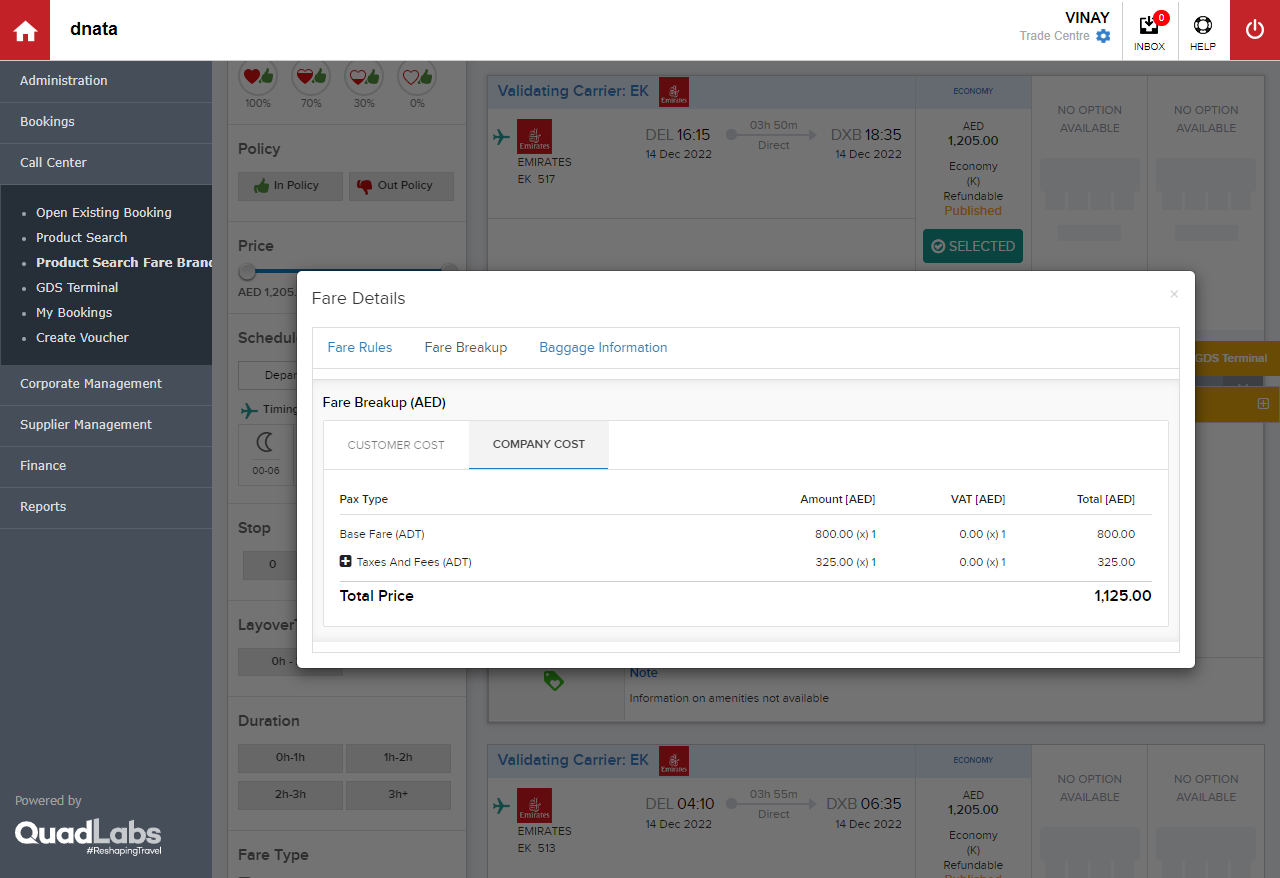 dnata
VINAY
Trade Centre
0
INBOX
HELP
Administration
Bookings
Call Center
Open Existing Booking
Product Search
Product Search Fare Brand
GDS Terminal
My Bookings
Create Voucher
Corporate Management
Supplier Management
Finance
Reports
Powered by
QuadLabs
#ReshapingTravel
100%
70%
30%
0%
Policy
In Policy
Out Policy
Price
AED 1,205.
Schedul
Depar
Timing
00-06
Stop
0
Layover
0h -
Duration
0h-1h
1h-2h
2h-3h
3h+
Fare Type
Validating Carrier: EK
Emirates
ECONOMY
Emirates
EMIRATES
EK 517
DEL 16:15
14 Dec 2022
03h 50m
Direct
DXB 18:35
14 Dec 2022
AED
1,205.00
Economy
(K)
Refundable
Published
SELECTED
NO OPTION
AVAILABLE
NO OPTION
AVAILABLE
GDS Terminal
Fare Details
×
Fare Rules
Fare Breakup
Baggage Information
Fare Breakup (AED)
CUSTOMER COST
COMPANY COST
Pax Type Amount [AED] VAT [AED] Total [AED]
Base Fare (ADT) 800.00 (x) 1 0.00 (x) 1 800.00
Taxes And Fees (ADT) 325.00 (x) 1 0.00 (x) 1 325.00
Total Price 1,125.00
Note
Information on amenities not available
Validating Carrier: EK
Emirates
ECONOMY
Emirates
EMIRATES
EK 513
DEL 04:10
14 Dec 2022
03h 55m
Direct
DXB 06:35
14 Dec 2022
AED
1,205.00
Economy
(K)
Refundable
Published
NO OPTION
AVAILABLE
NO OPTION
AVAILABLE